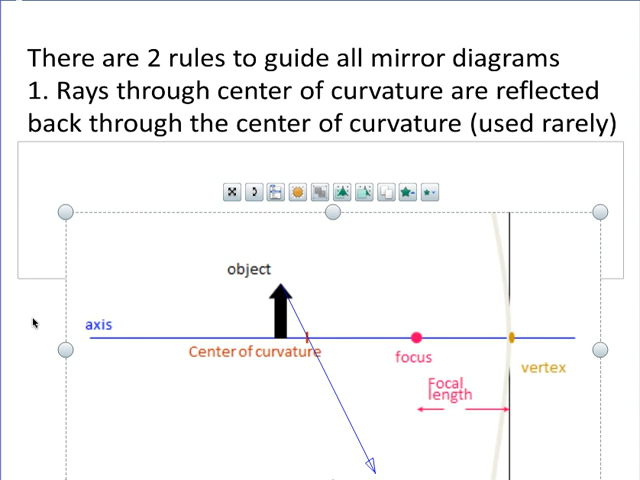 There are 2 rules to guide all mirror diagrams
1. Rays through center of curvature are reflected
back through the center of curvature (used rarely)
object
axis
Center of curvature
focus
vertex
Focal
length